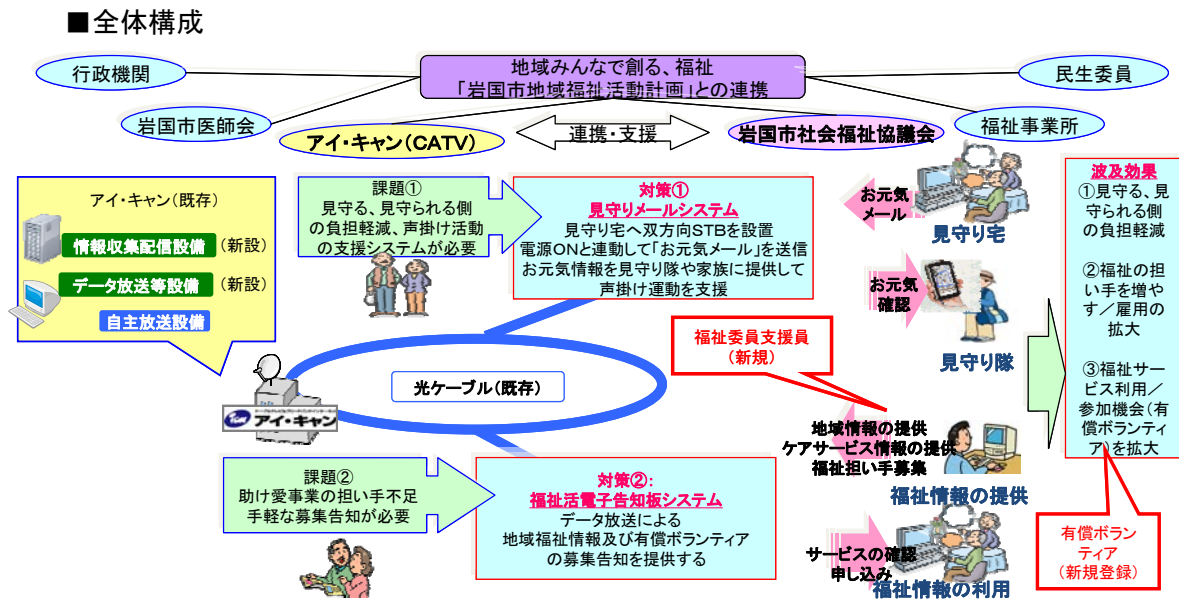 ■全体構成
行政機関
地域みんなで創る、福祉
「岩国市地域福祉活動計画」との連携
民生委員
岩国市医師会
アイ・キャン(CATV)
連携・支援
岩国市社会福祉協議会
福祉事業所
アイ・キャン(既存)
情報収集配信設備 (新設)
データ放送等設備 (新設)
自主放送設備
課題①
見守る、見守られる側
の負担軽減、声掛け活動
の支援システムが必要
対策①
見守りメールシステム
見守り宅へ双方向STBを設置
電源ONと連動して「お元気メール」を送信
お元気情報を見守り隊や家族に提供して
声掛け運動を支援
お元気
メール
見守り宅
お元気
確認
見守り隊
波及効果
①見守る、見
守られる側
の負担軽減
②福祉の担
い手を増や
す/雇用の
拡大
③福祉サー
ビス利用/
参加機会(有
償ボランティ
ア)を拡大
福祉委員支援員
(新規)
光ケーブル(既存)
アイ・キャン
地域情報の提供
ケアサービス情報の提供
福祉担い手募集
福祉情報の提供
課題②
助け愛事業の担い手不足
手軽な募集告知が必要
対策②:
福祉活電子告知板システム
データ放送による
地域福祉情報及び有償ボランティア
の募集告知を提供する
サービスの確認
申し込み
福祉情報の利用
有償ボラン
ティア
(新規登録)